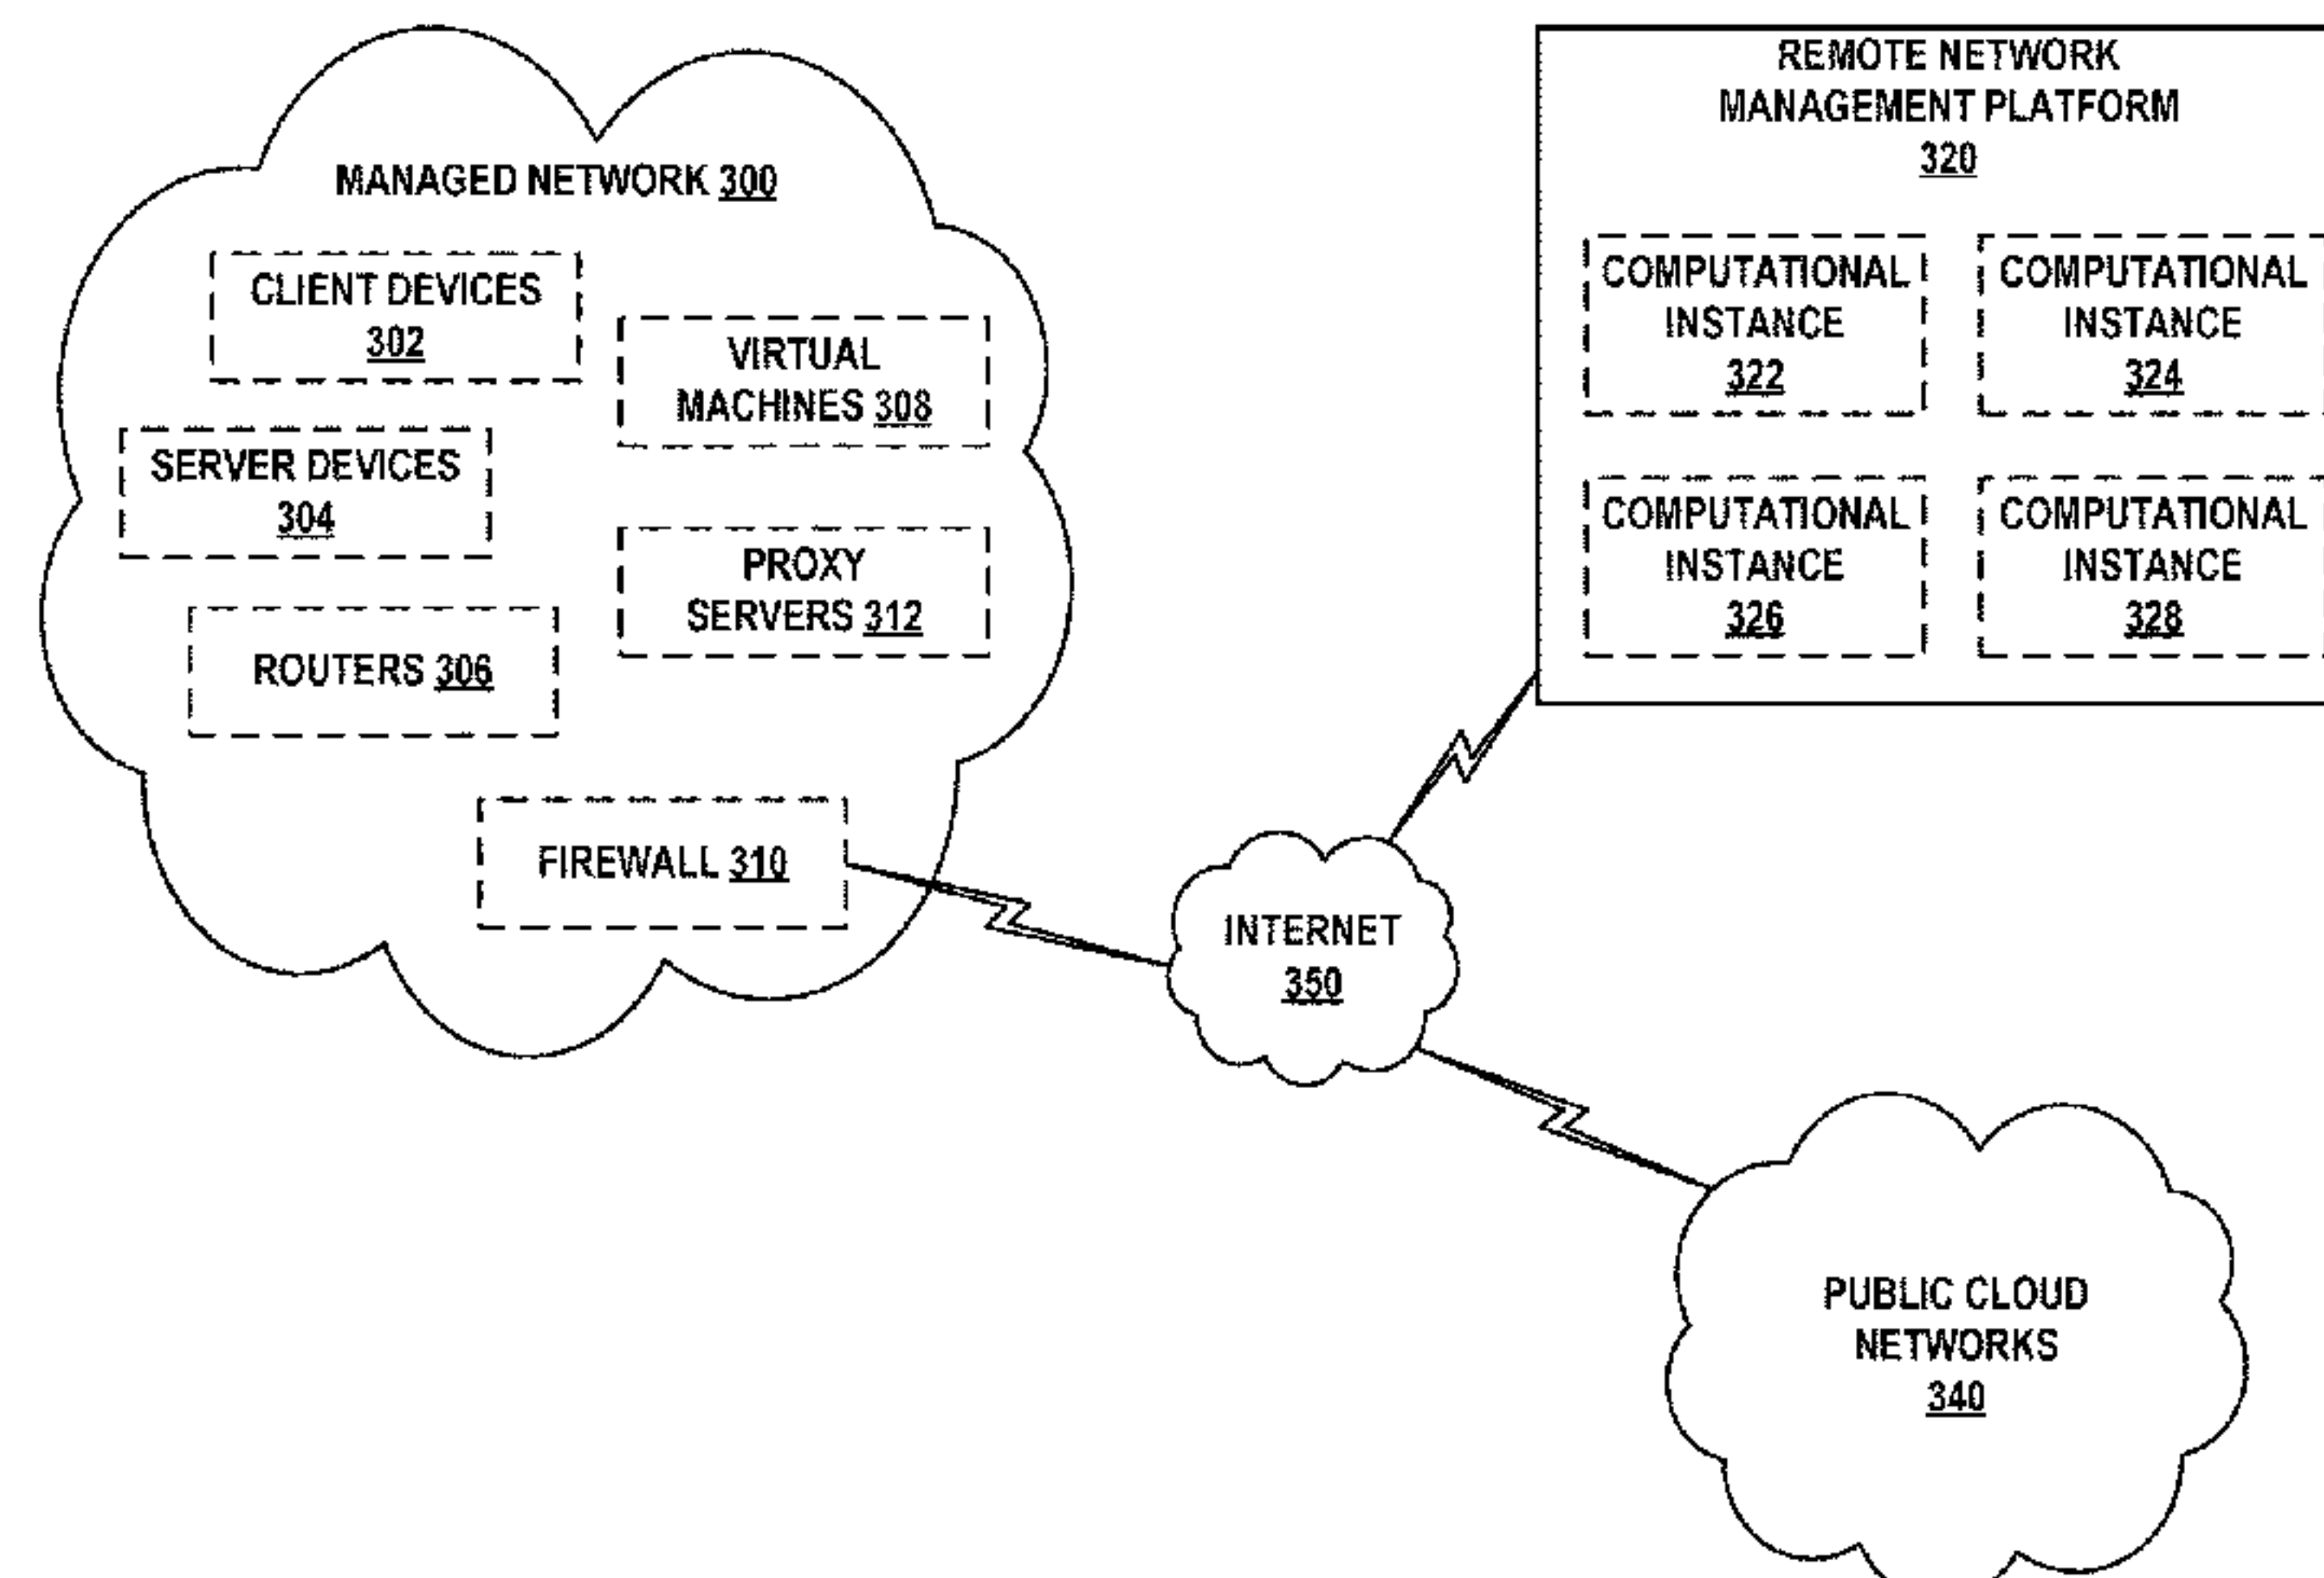 MANAGED NETWORK 300
CLIENT DEVICES
302
VIRTUAL
MACHINES 308
SERVER DEVICES
304
PROXY
SERVERS 312
ROUTERS 306
FIREWALL 310
INTERNET
350
REMOTE NETWORK
MANAGEMENT PLATFORM
320
COMPUTATIONAL
INSTANCE
322
COMPUTATIONAL
INSTANCE
324
COMPUTATIONAL
INSTANCE
326
COMPUTATIONAL
INSTANCE
328
PUBLIC CLOUD
NETWORKS
340